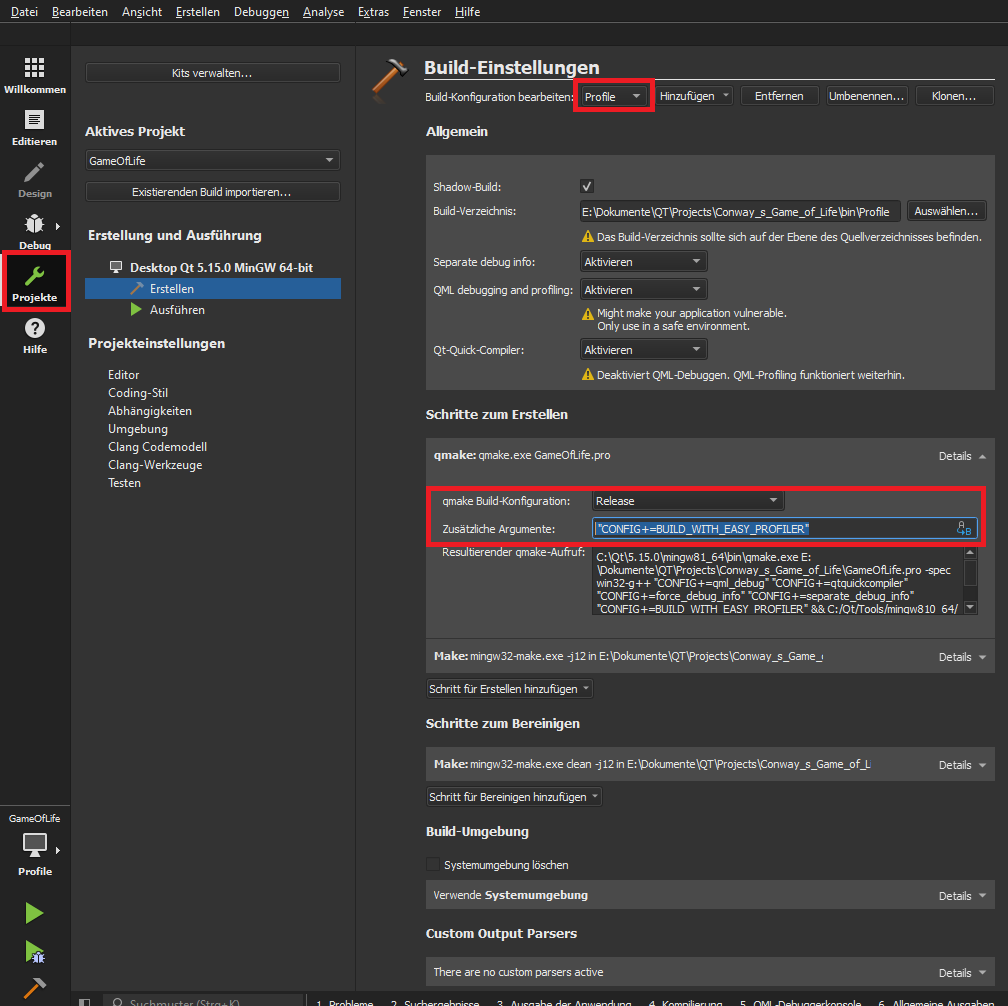 Datei Bearbeiten Ansicht Erstellen Debuggen Analyse Extras Fenster Hilfe
Willkommen
Editieren
Design
Debug
Projekte
Hilfe
GameOfLife
Profile
Kits verwalten...
Aktives Projekt
GameOfLife
Existierenden Build importieren...
Erstellung und Ausführung
Desktop Qt 5.15.0 MinGW 64-bit
Erstellen
Ausführen
Projekteinstellungen
Editor
Coding-Stil
Abhängigkeiten
Umgebung
Clang Codemodell
Clang-Werkzeuge
Testen
Build-Einstellungen
Build-Konfiguration bearbeiten: Profile Hinzufügen Entfernen Umbenennen... Klonen...
Allgemein
Shadow-Build:
Build-Verzeichnis: E:\Dokumente\QT\Projects\Conway_s_Game_of_Life\bin\Profile Auswählen...
Das Build-Verzeichnis sollte sich auf der Ebene des Quellverzeichnisses befinden.
Separate debug info: Aktivieren
QML debugging and profiling: Aktivieren
Might make your application vulnerable.
Only use in a safe environment.
Qt-Quick-Compiler: Aktivieren
Deaktiviert QML-Debuggen. QML-Profiling funktioniert weiterhin.
Schritte zum Erstellen
qmake: qmake.exe GameOfLife.pro Details
qmake Build-Konfiguration: Release
Zusätzliche Argumente: "CONFIG+=BUILD_WITH_EASY_PROFILER"
Resultierender qmake-Aufruf: C:\Qt\5.15.0\mingw81_64\bin\qmake.exe E:
\Dokumente\QT\Projects\Conway_s_Game_of_Life\GameOfLife.pro -spec
win32-g++ "CONFIG+=qml_debug" "CONFIG+=qtquickcompiler"
"CONFIG+=force_debug_info" "CONFIG+=separate_debug_info"
"CONFIG+=BUILD_WITH_EASY_PROFILER" && C:/Qt/Tools/mingw810_64/
Make: mingw32-make.exe -j12 in E:\Dokumente\QT\Projects\Conway_s_Game_ Details
Schritt für Erstellen hinzufügen
Schritte zum Bereinigen
Make: mingw32-make.exe clean -j12 in E:\Dokumente\QT\Projects\Conway_s_Game_of_Li Details
Schritt für Bereinigen hinzufügen
Build-Umgebung
Systemumgebung löschen
Verwende Systemumgebung Details
Custom Output Parsers
There are no custom parsers active Details
Suchmuster (Strg+K) 1 Probleme 2 Suchergebnisse 3 Ausgabe der Anwendung 4 Kompilierung 5 QML-Debuggerkonsole 6 Allgemeine Ausgaben